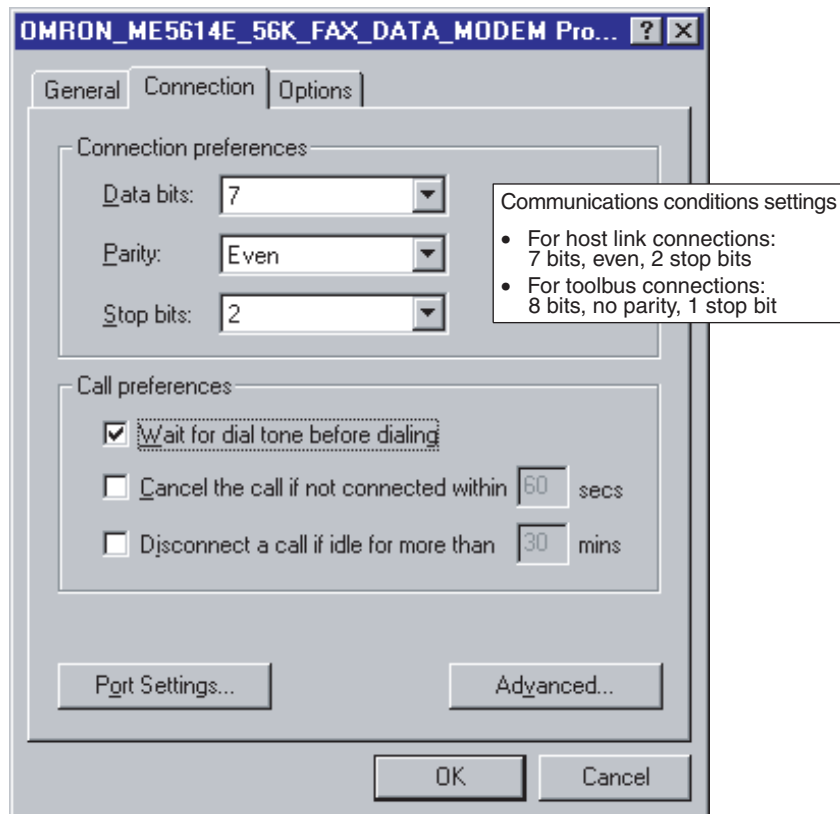 OMRON_ME5614E_56K_FAX_DATA_MODEM Pro...
General Connection Options
Connection preferences
Data bits: 7
Parity: Even
Stop bits: 2
Communications conditions settings
• For host link connections:
7 bits, even, 2 stop bits
• For toolbus connections:
8 bits, no parity, 1 stop bit
Call preferences
Wait for dial tone before dialing
Cancel the call if not connected within 60 secs
Disconnect a call if idle for more than 30 mins
Port Settings... Advanced...
OK Cancel